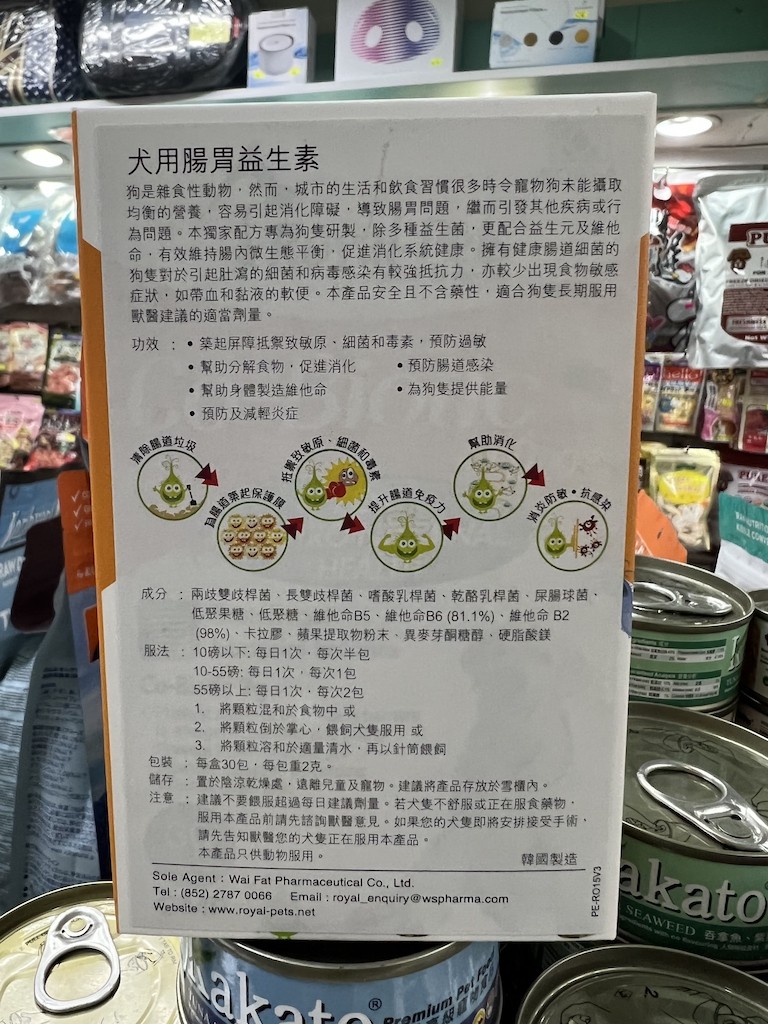 犬用腸胃益生素
狗是雜食性動物，然而，城市的生活和飲食習慣很多時令寵物狗未能攝取
均衡的營養，容易引起消化障礙，導致腸胃問題，繼而引發其他疾病或行
為問題。本獨家配方專為狗隻研製，除多種益生菌，更配合益生元及維他
命，有效維持腸內微生態平衡，促進消化系統健康。擁有健康腸道細菌的
狗隻對於引起肚瀉的細菌和病毒感染有較強抵抗力，亦較少出現食物敏感
症狀，如帶血和黏液的軟便。本產品安全且不含藥性，適合狗隻長期服用
獸醫建議的適當劑量。
功效 ： • 築起屏障抵禦致敏原、細菌和毒素，預防過敏
• 幫助分解食物，促進消化 • 預防腸道感染
• 幫助身體製造維他命 • 為狗隻提供能量
• 預防及減輕炎症
清除腸道垃圾
為腸道築起保護膜
抵禦致敏原、細菌和毒素
提升腸道免疫力
幫助消化
消炎防敏•抗感染
成分 ： 兩歧雙歧桿菌、長雙歧桿菌、嗜酸乳桿菌、乾酪乳桿菌、屎腸球菌、
低聚果糖、低聚糖、維他命B5、維他命B6 (81.1%)、維他命 B2
(98%)、卡拉膠、蘋果提取物粉末、異麥芽酮糖醇、硬脂酸鎂
服法 ： 10磅以下: 每日1次，每次半包
10-55磅: 每日1次，每次1包
55磅以上: 每日1次，每次2包
1. 將顆粒混和於食物中 或
2. 將顆粒倒於掌心，餵飼犬隻服用 或
3. 將顆粒溶和於適量清水，再以針筒餵飼
包裝 ： 每盒30包，每包重2克。
儲存 ： 置於陰涼乾燥處，遠離兒童及寵物。建議將產品存放於雪櫃內。
注意 ： 建議不要餵服超過每日建議劑量。若犬隻不舒服或正在服食藥物，
服用本產品前請先諮詢獸醫意見。如果您的犬隻即將安排接受手術，
請先告知獸醫您的犬隻正在服用本產品。
本產品只供動物服用。 韓國製造
Sole Agent : Wai Fat Pharmaceutical Co., Ltd.
Tel : (852) 2787 0066 Email : royal_enquiry@wspharma.com
Website : www.royal-pets.net
PE-RO15V3
akato
SEAWEED
Kakato®
Premium Pet Food